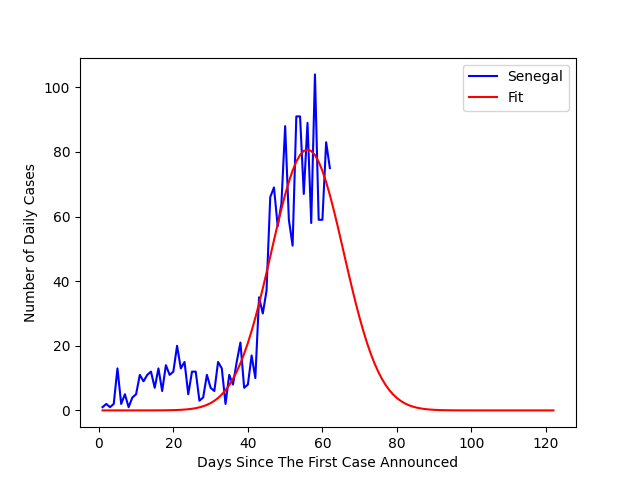 Senegal
Fit
100
80
60
40
20
0
Number of Daily Cases
0 20 40 60 80 100 120
Days Since The First Case Announced